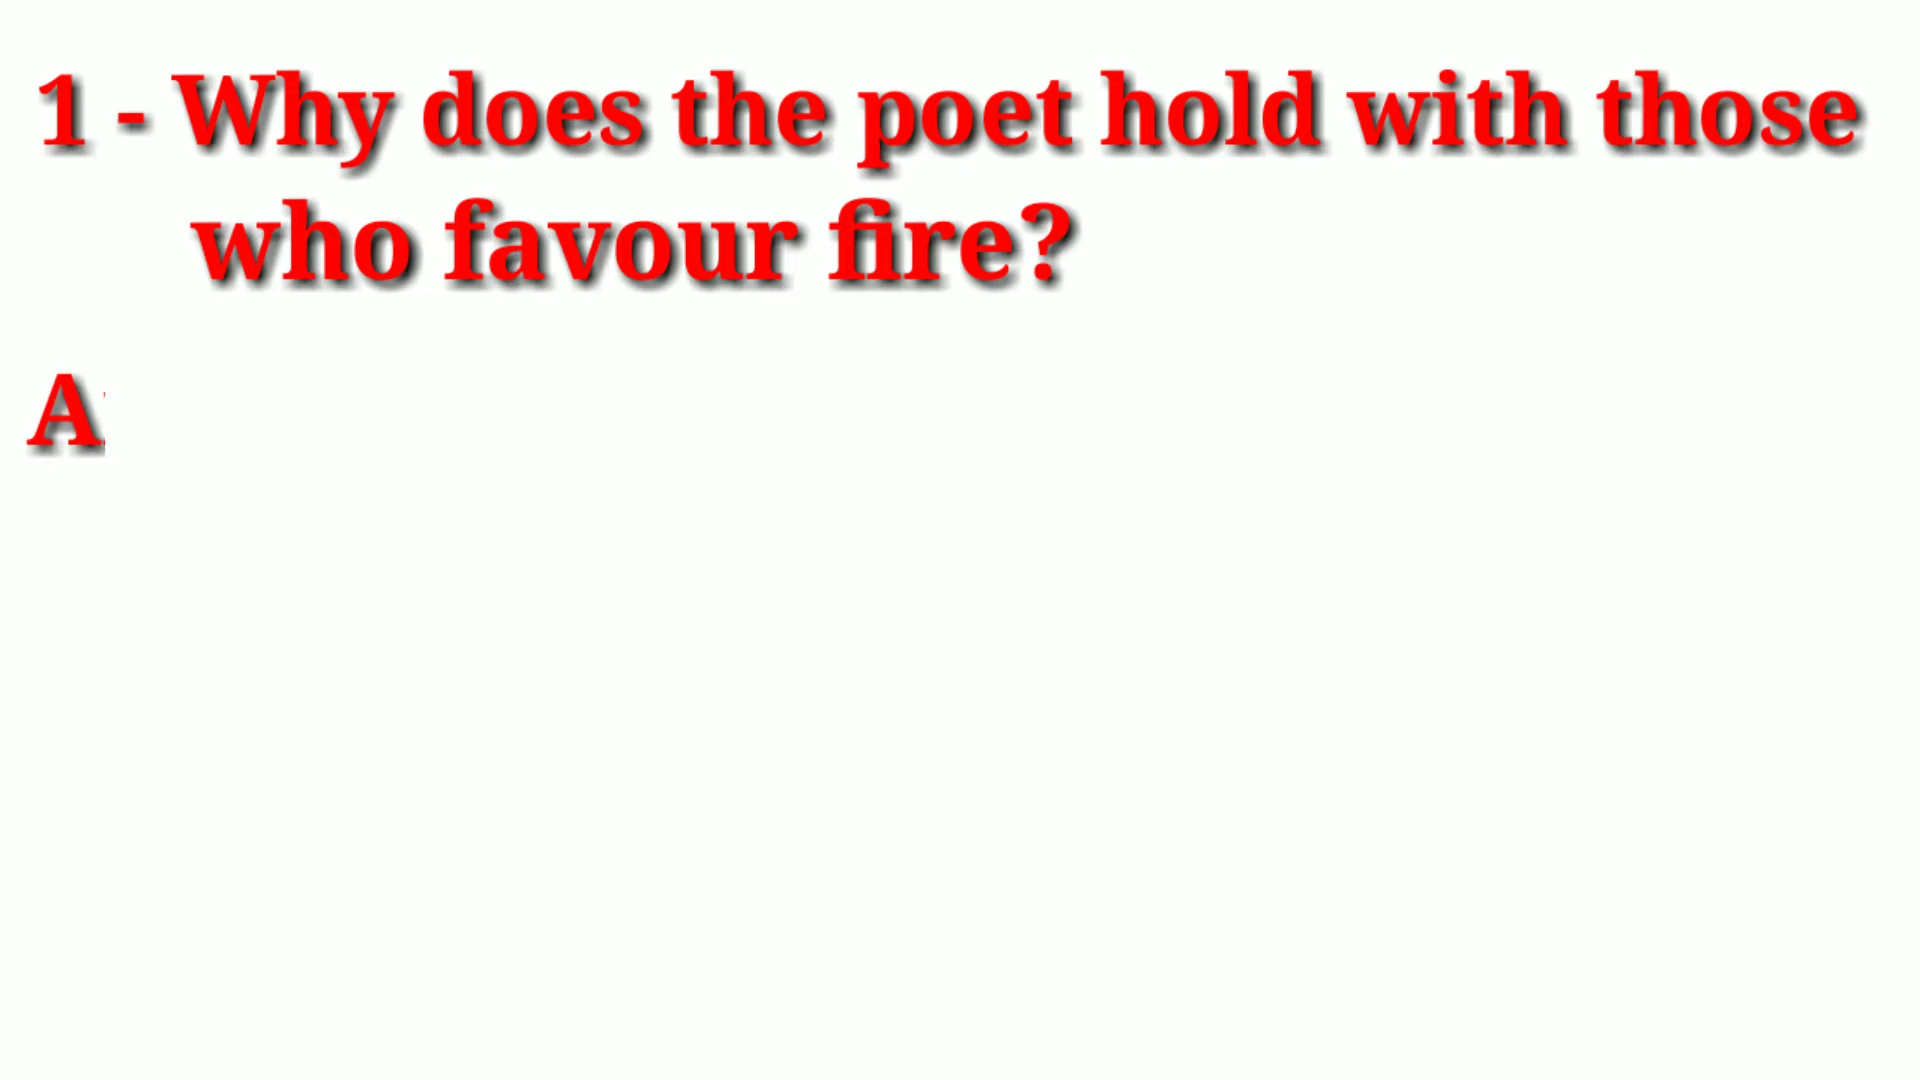 1 - Why does the poet hold with those
who favour fire?
A